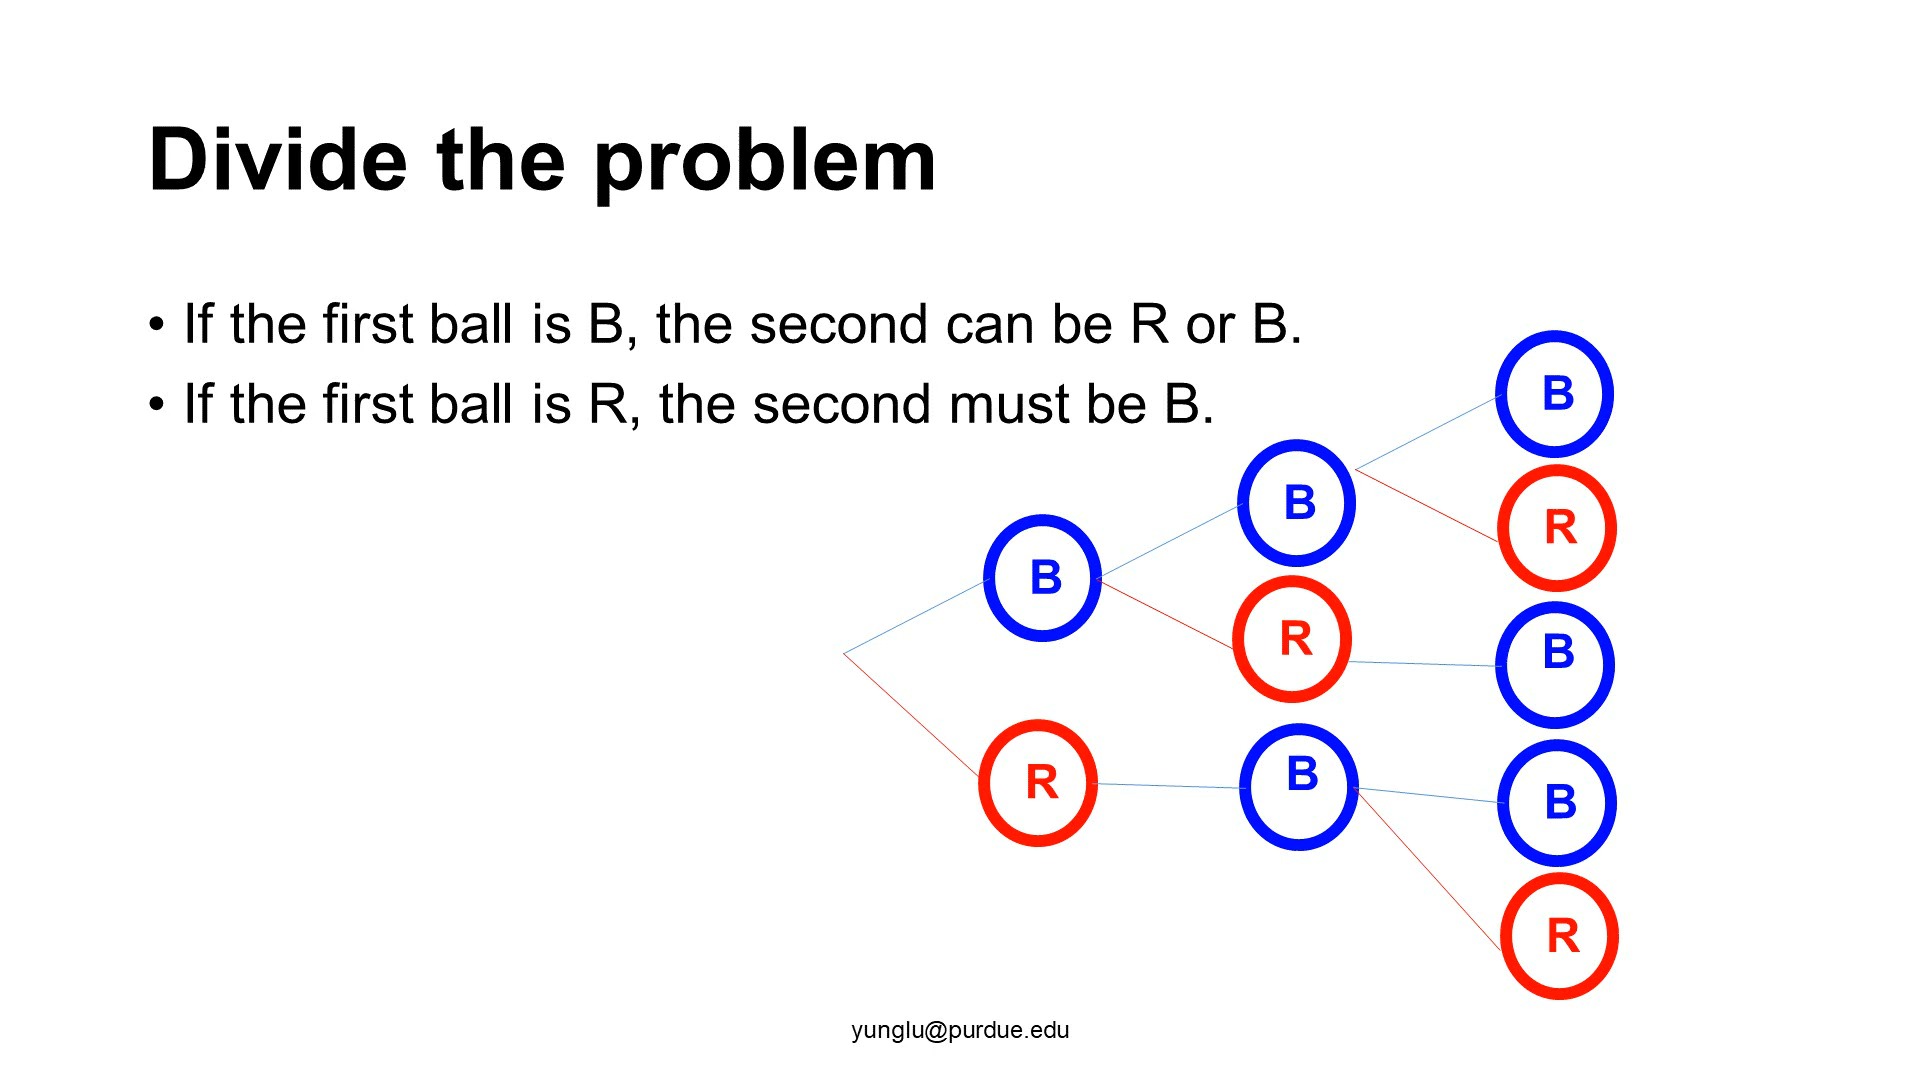 Divide the problem
• If the first ball is B, the second can be R or B.
• If the first ball is R, the second must be B.
B
B
R
B
B
R
R
B
B
R
yunglu@purdue.edu